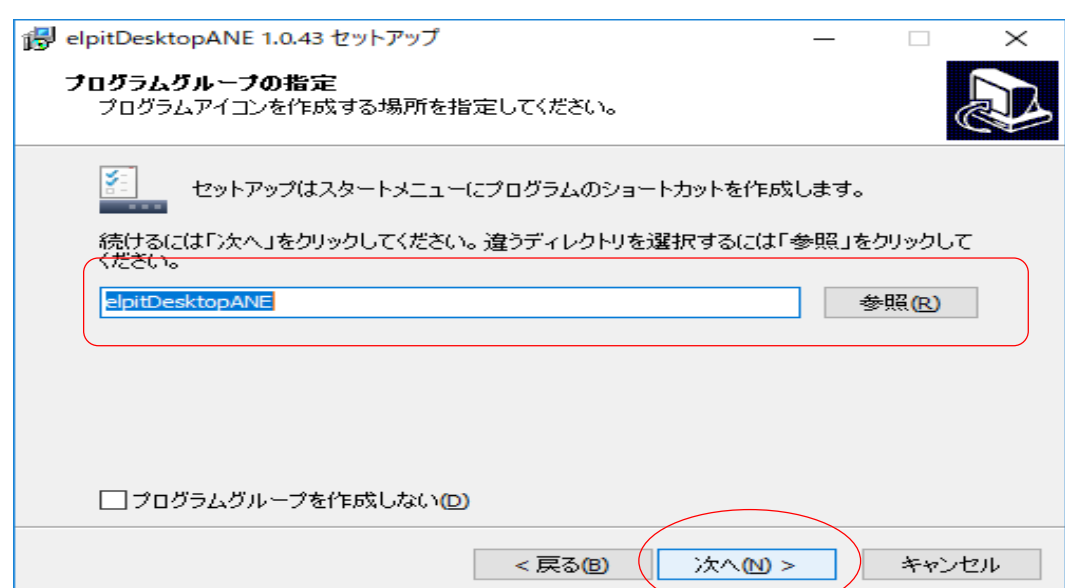 elpitDesktopANE 1.0.43 セットアップ
プログラムグループの指定
プログラムアイコンを作成する場所を指定してください。
セットアップはスタートメニューにプログラムのショートカットを作成します。
続けるには「次へ」をクリックしてください。違うディレクトリを選択するには「参照」をクリックして
ください。
elpitDesktopANE
参照(R)
プログラムグループを作成しない(D)
< 戻る(B)
次へ(N) >
キャンセル